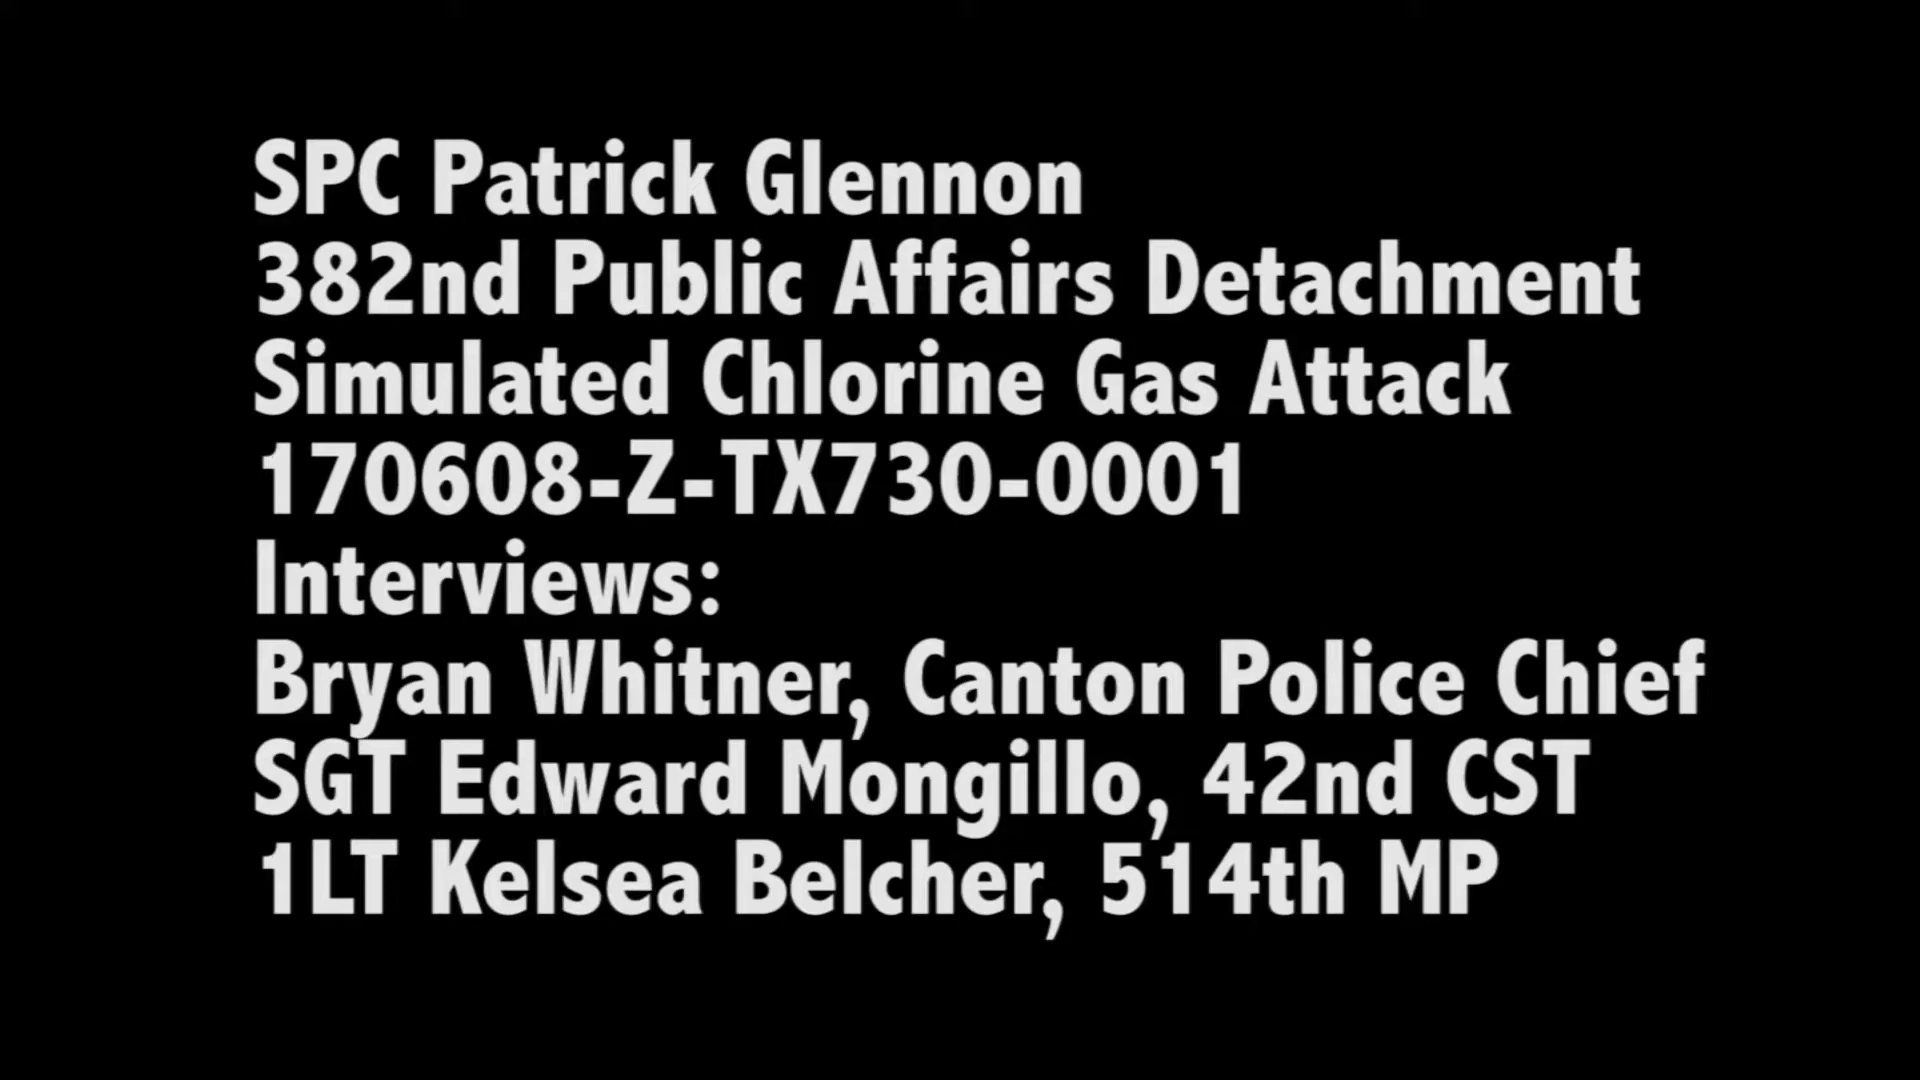 SPC Patrick Glennon
382nd Public Affairs Detachment
Simulated Chlorine Gas Attack
170608-Z-TX730-0001
Interviews:
Bryan Whitner, Canton Police Chief
SGT Edward Mongillo, 42nd CST
1LT Kelsea Belcher, 514th MP